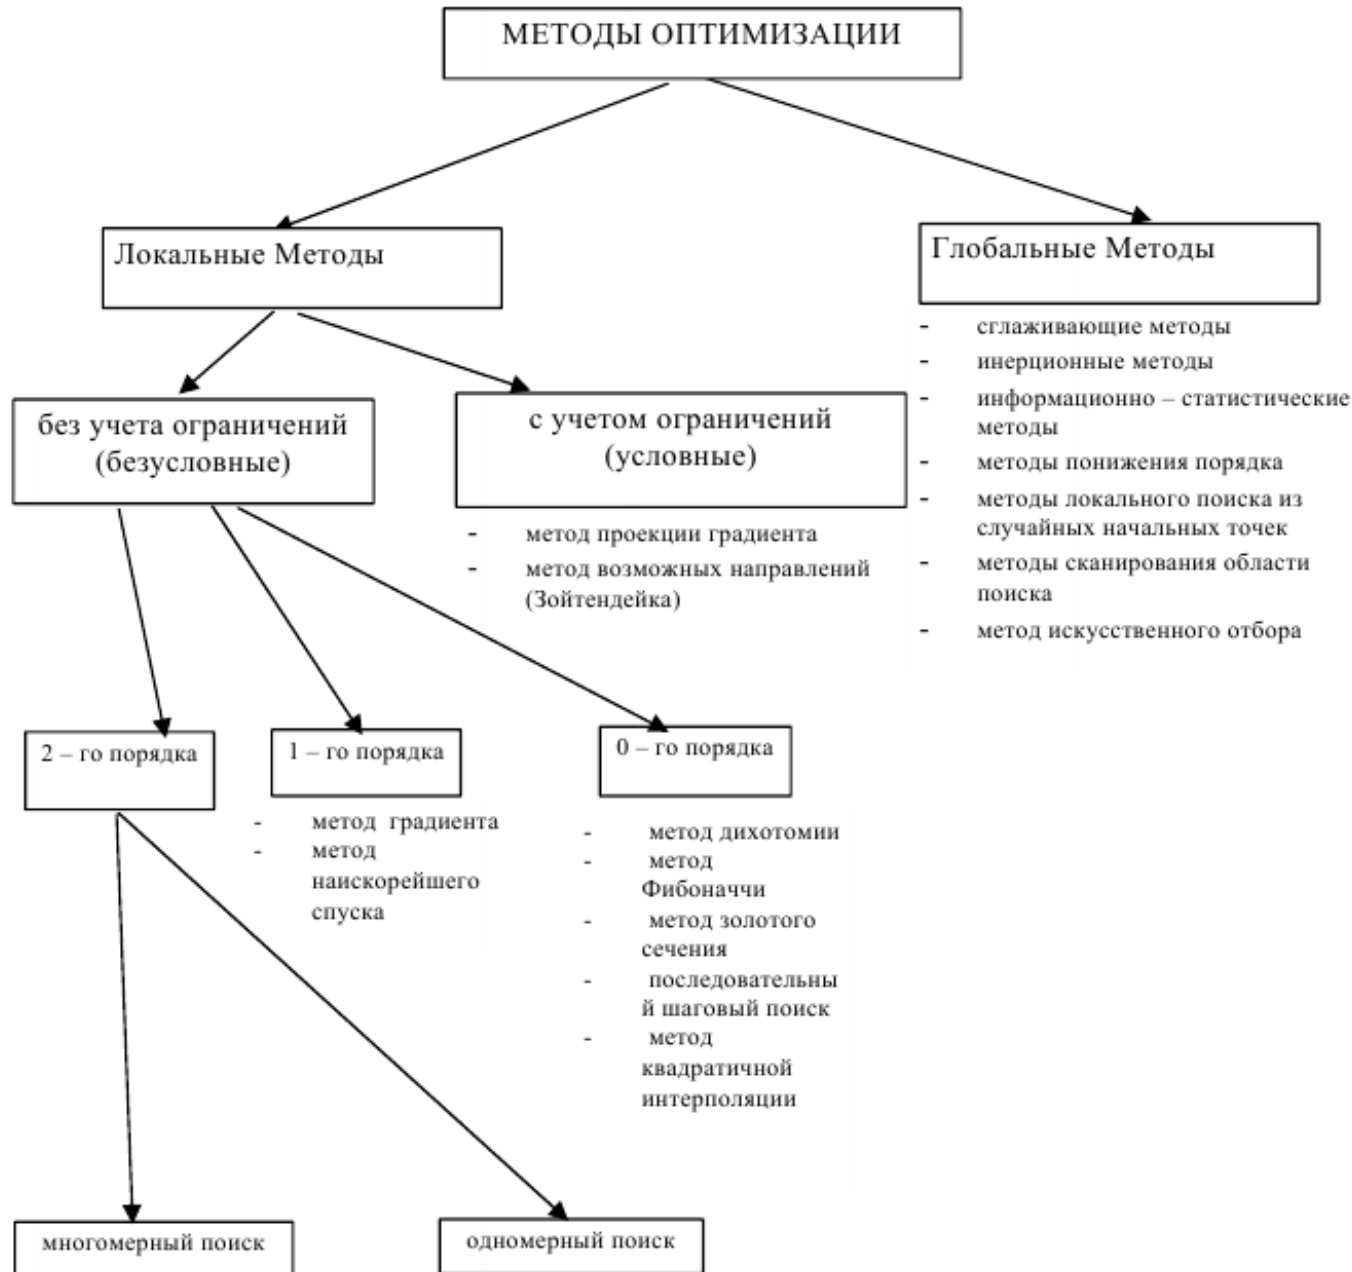 МЕТОДЫ ОПТИМИЗАЦИИ
Локальные Методы
Глобальные Методы
- сглаживающие методы
- инерционные методы
- информационно – статистические
методы
- методы понижения порядка
- методы локального поиска из
случайных начальных точек
- методы сканирования области
поиска
- метод искусственного отбора
без учета ограничений
(безусловные)
с учетом ограничений
(условные)
- метод проекции градиента
- метод возможных направлений
(Зойтендейка)
2 – го порядка
1 – го порядка
- метод градиента
- метод
наискорейшего
спуска
0 – го порядка
- метод дихотомии
- метод
Фибоначчи
- метод золотого
сечения
- последовательны
й шаговый поиск
- метод
квадратичной
интерполяции
многомерный поиск
одномерный поиск